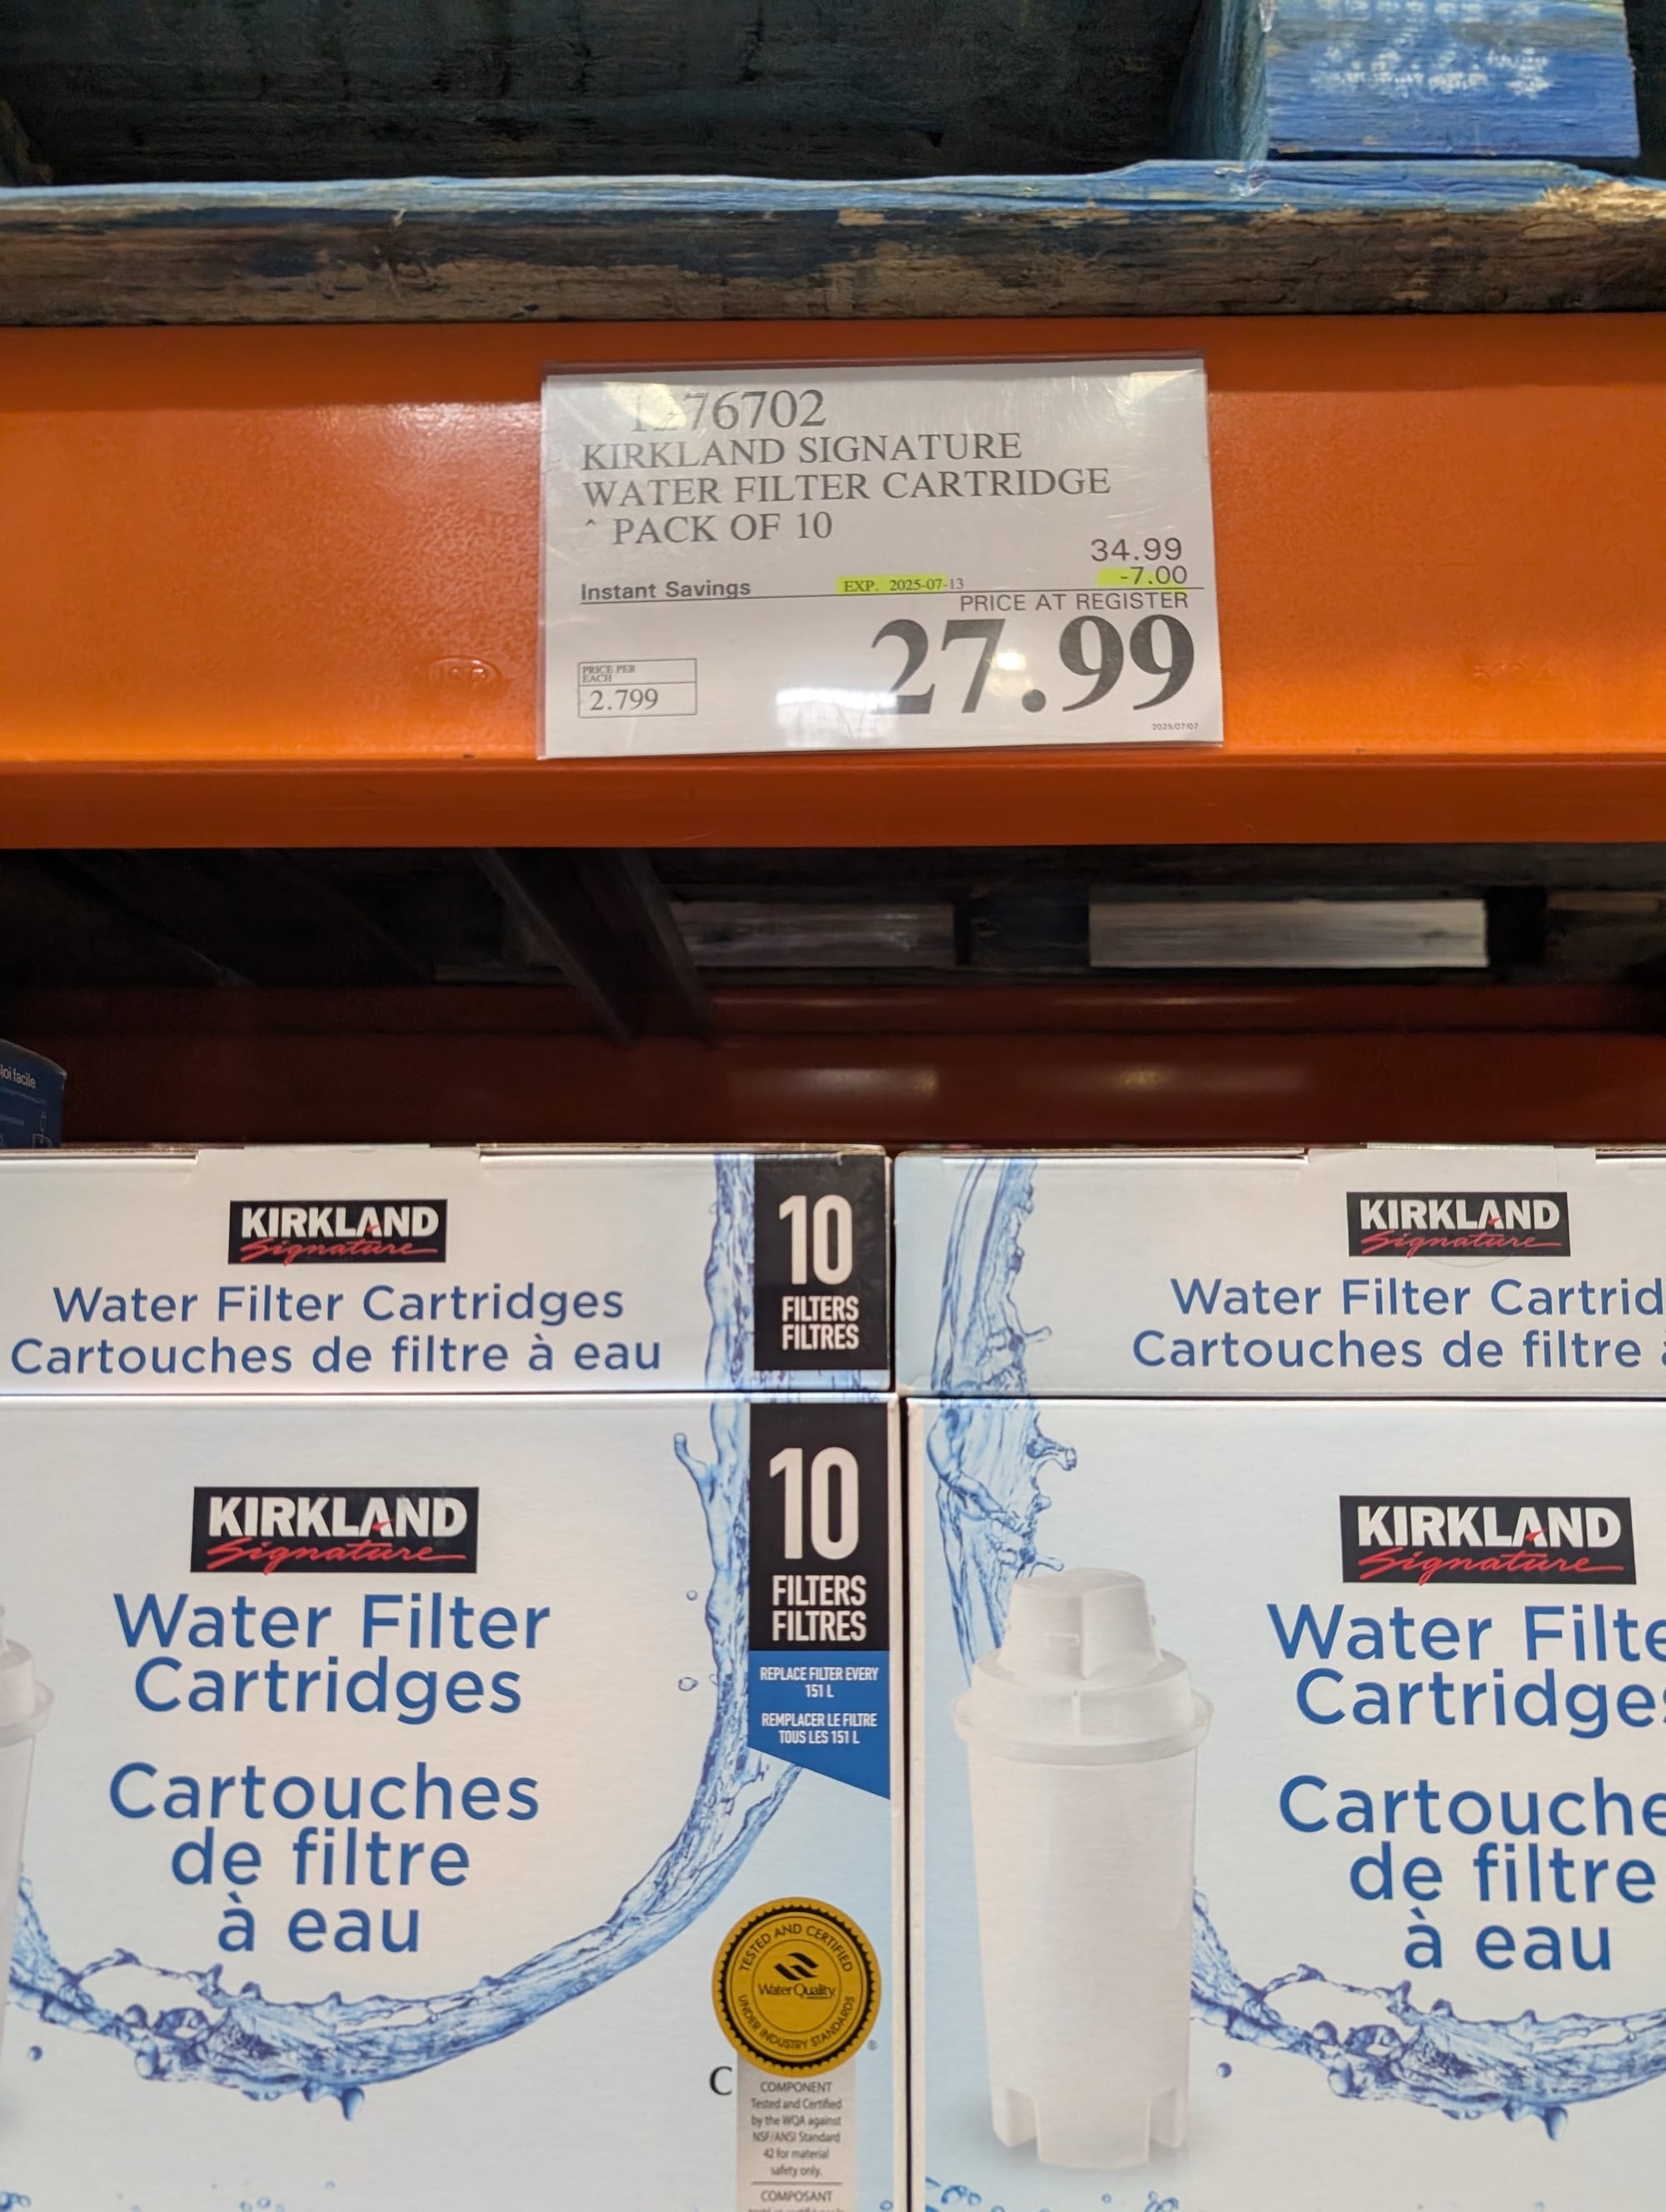 1276702
KIRKLAND SIGNATURE
WATER FILTER CARTRIDGE
^ PACK OF 10
34.99
Instant Savings EXP. 2025-07-13 -7.00
PRICE AT REGISTER
27.99
PRICE PER
EACH
2.799
2025/07/07
loi facile
KIRKLAND
Signature
Water Filter Cartridges
Cartouches de filtre à eau
10
FILTERS
FILTRES
KIRKLAND
Signature
Water Filter Cartrid
Cartouches de filtre à
KIRKLAND
Signature
Water Filter
Cartridges
Cartouches
de filtre
à eau
10
FILTERS
FILTRES
REPLACE FILTER EVERY
151 L
REMPLACER LE FILTRE
TOUS LES 151 L
TESTED AND CERTIFIED
Water Quality
UNDER INDUSTRY STANDARDS
®
C
COMPONENT
Tested and Certified
by the WQA against
NSF/ANSI Standard
42 for material
safety only.
COMPOSANT
KIRKLAND
Signature
Water Filte
Cartridges
Cartouche
de filtre
à eau